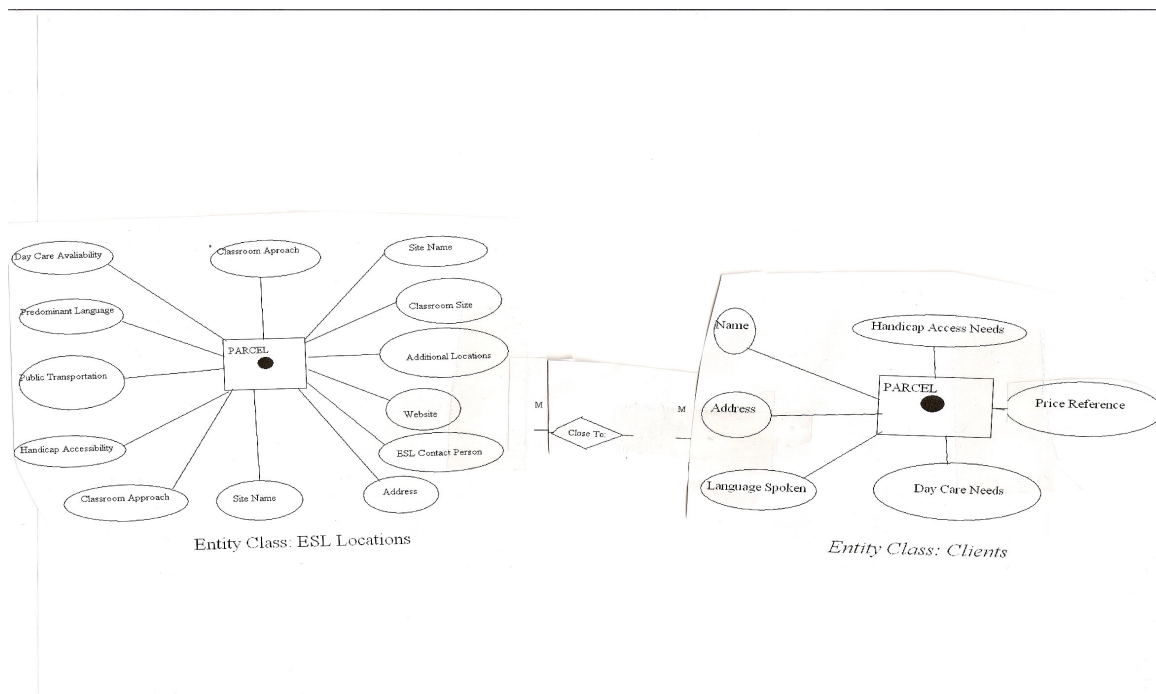 Day Care Avaliability
Classroom Aproach
Site Name
Predominant Language
Classroom Size
PARCEL
Additional Locations
Public Transportation
Website
Handicap Accessibility
ESL Contact Person
Classroom Approach
Site Name
Address
Entity Class: ESL Locations
M
Close To:
M
Name
Handicap Access Needs
PARCEL
Address
Price Reference
Language Spoken
Day Care Needs
Entity Class: Clients